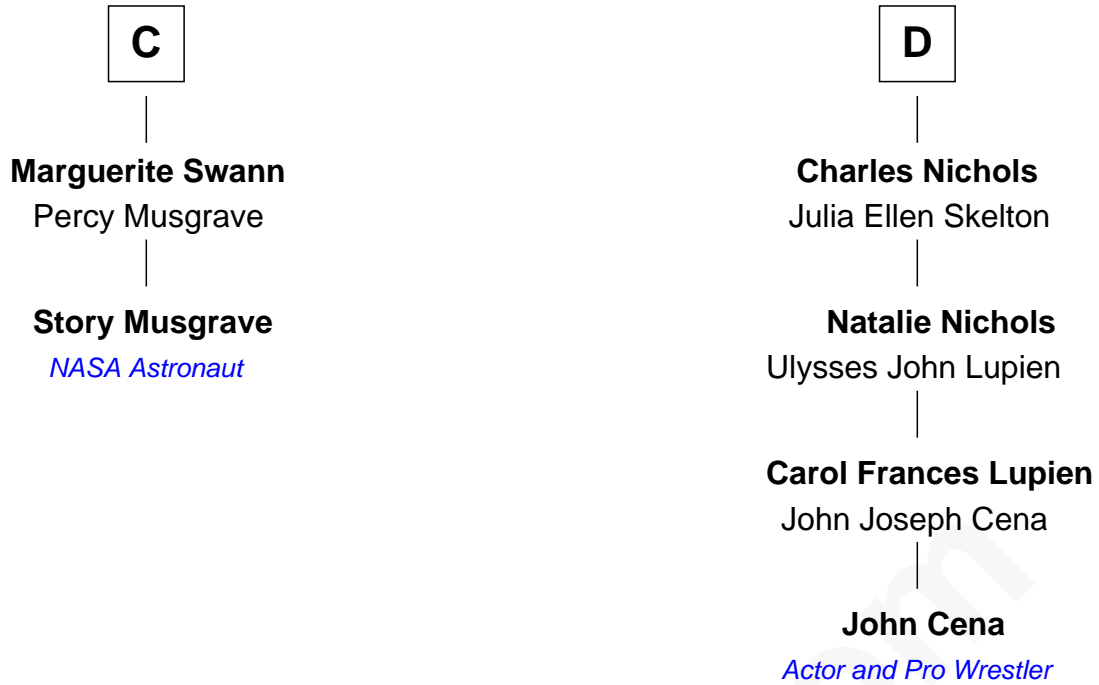 C
Marguerite Swann
Percy Musgrave
Story Musgrave
NASA Astronaut
D
Charles Nichols
Julia Ellen Skelton
Natalie Nichols
Ulysses John Lupien
Carol Frances Lupien
John Joseph Cena
John Cena
Actor and Pro Wrestler